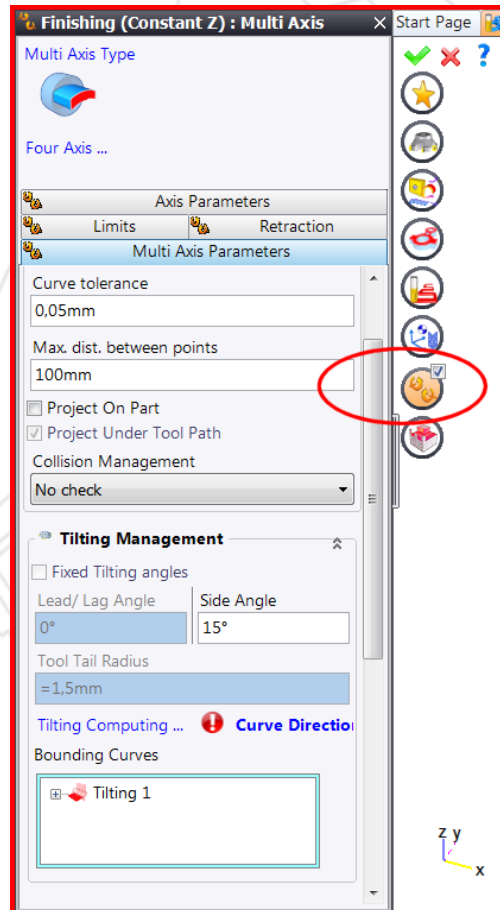 Finishing (Constant Z) : Multi Axis
Start Page
Multi Axis Type
Four Axis ...
Axis Parameters
Limits Retraction
Multi Axis Parameters
Curve tolerance
0,05mm
Max. dist. between points
100mm
Project On Part
Project Under Tool Path
Collision Management
No check
Tilting Management
Fixed Tilting angles
Lead/ Lag Angle Side Angle
0° 15°
Tool Tail Radius
=1,5mm
Tilting Computing ... Curve Direction
Bounding Curves
Tilting 1
z y
x